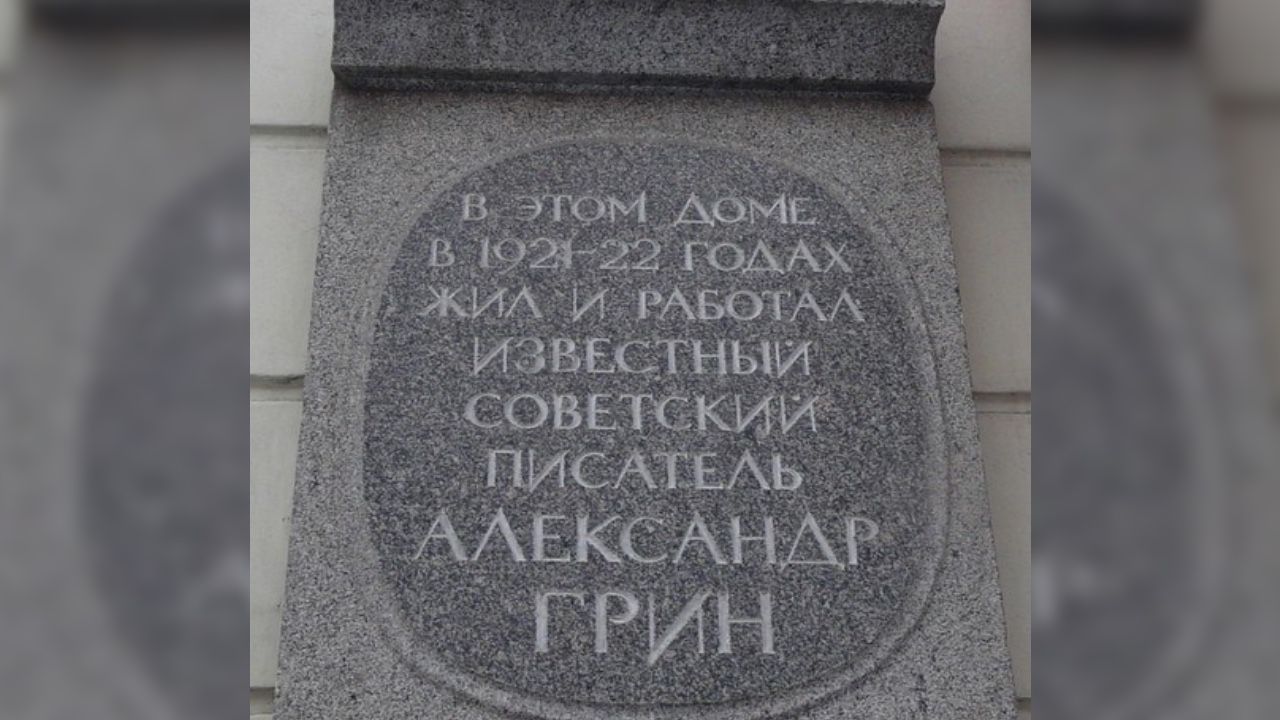 В ЭТОМ ДОМЕ
В 1921-22 ГОДАХ
ЖИЛ И РАБОТАЛ
ИЗВЕСТНЫЙ
СОВЕТСКИЙ
ПИСАТЕЛЬ
АЛЕКСАНДР
ГРИН